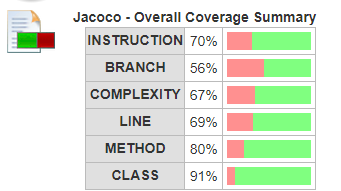 Jacoco - Overall Coverage Summary
INSTRUCTION 70%
BRANCH 56%
COMPLEXITY 67%
LINE 69%
METHOD 80%
CLASS 91%